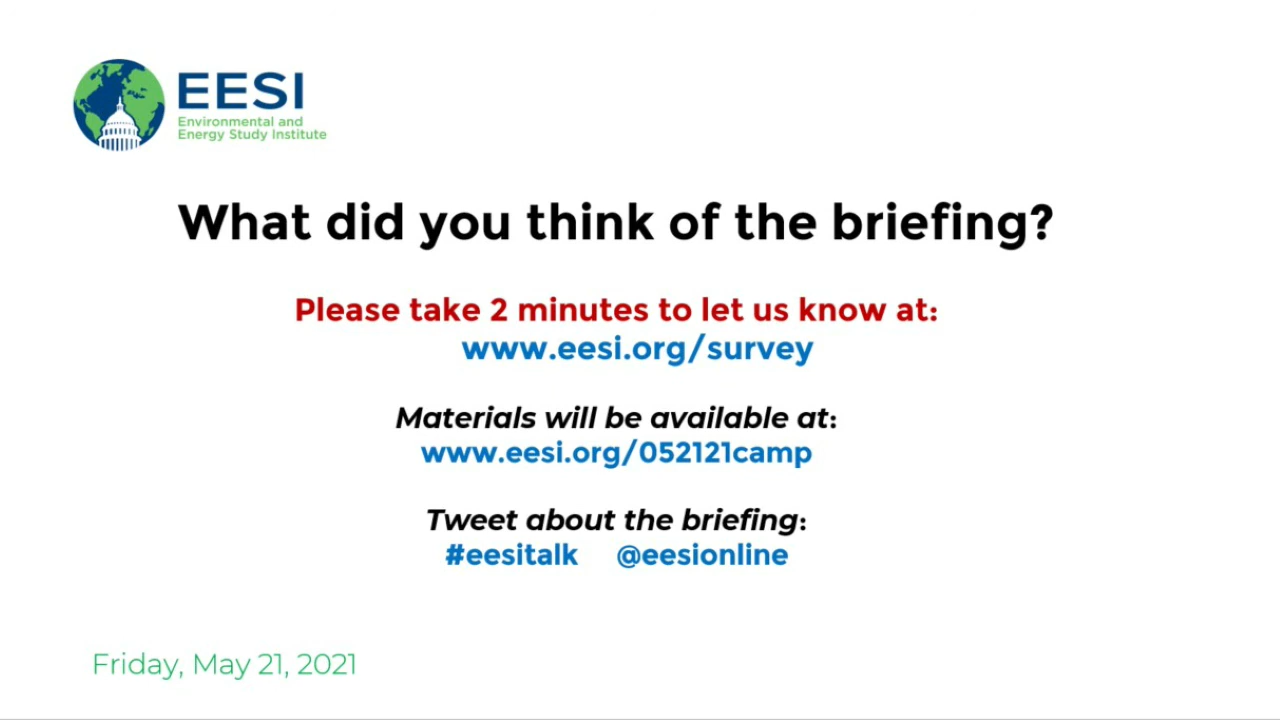 EESI
Environmental and
Energy Study Institute
What did you think of the briefing?
Please take 2 minutes to let us know at:
www.eesi.org/survey
Materials will be available at:
www.eesi.org/052121camp
Tweet about the briefing:
#eesitalk @eesionline
Friday, May 21, 2021